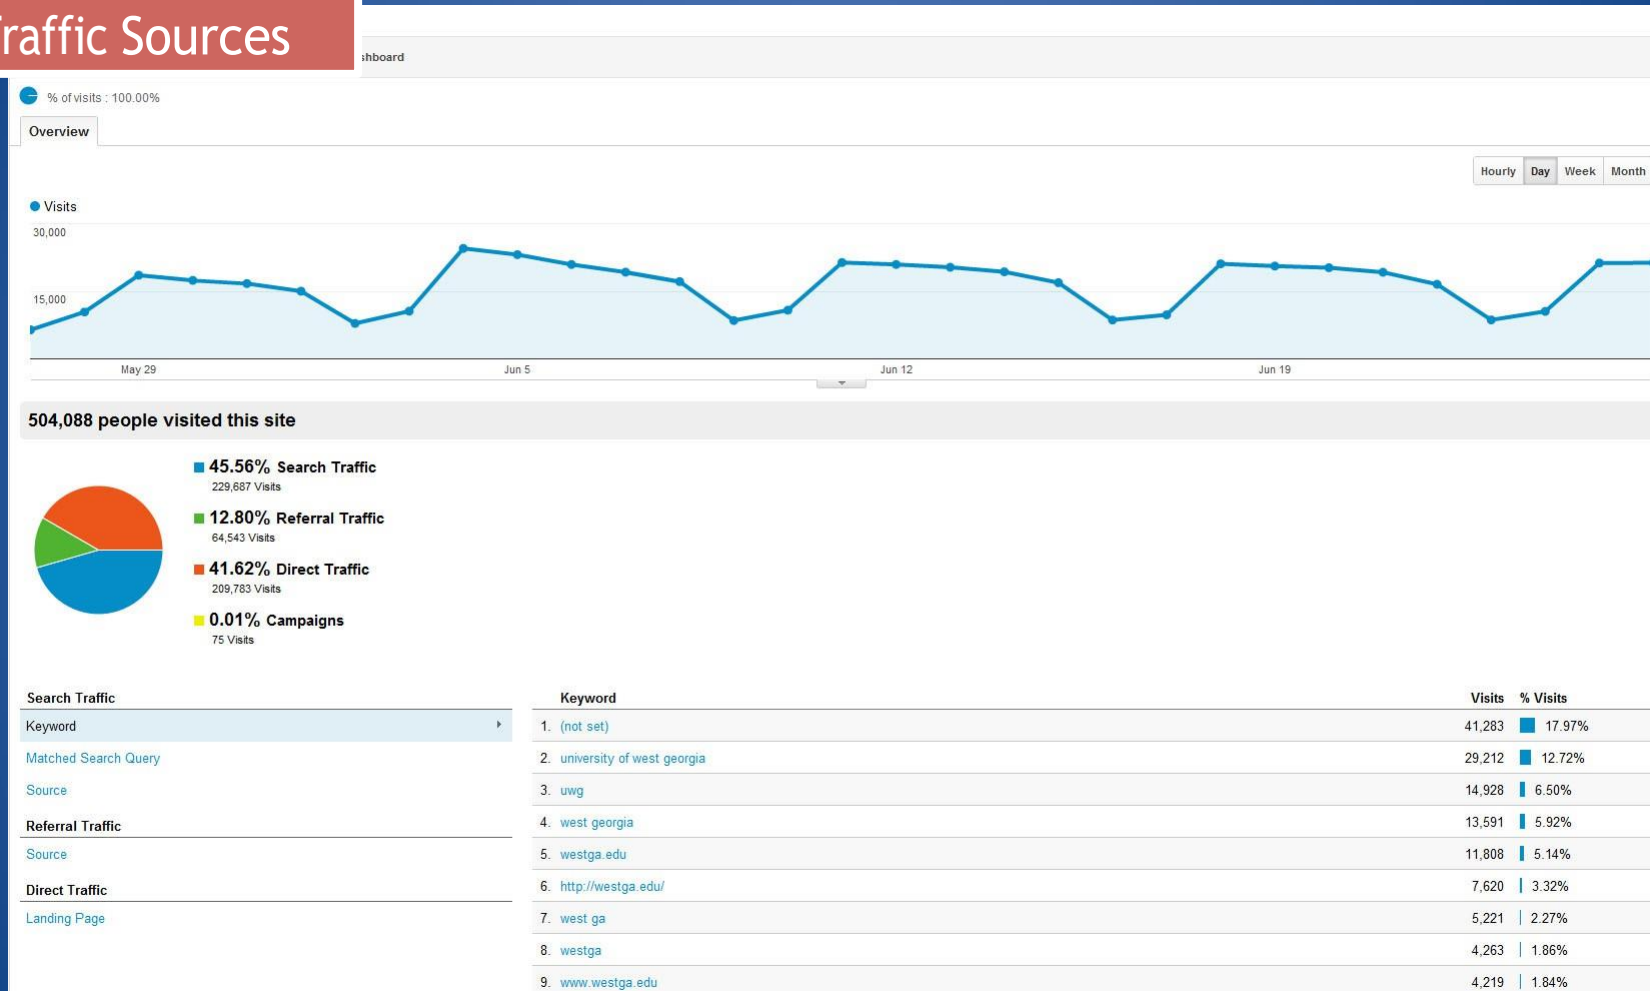 raffic Sources
shboard
% of visits : 100.00%
Overview
Hourly Day Week Month
Visits
30,000
15,000
May 29 Jun 5 Jun 12 Jun 19
504,088 people visited this site
45.56% Search Traffic
229,687 Visits
12.80% Referral Traffic
64,543 Visits
41.62% Direct Traffic
209,783 Visits
0.01% Campaigns
75 Visits
Search Traffic
Keyword
Matched Search Query
Source
Referral Traffic
Source
Direct Traffic
Landing Page
Keyword Visits % Visits
1. (not set) 41,283 17.97%
2. university of west georgia 29,212 12.72%
3. uwg 14,928 6.50%
4. west georgia 13,591 5.92%
5. westga.edu 11,808 5.14%
6. http://westga.edu/ 7,620 3.32%
7. west ga 5,221 2.27%
8. westga 4,263 1.86%
9. www.westga.edu 4,219 1.84%